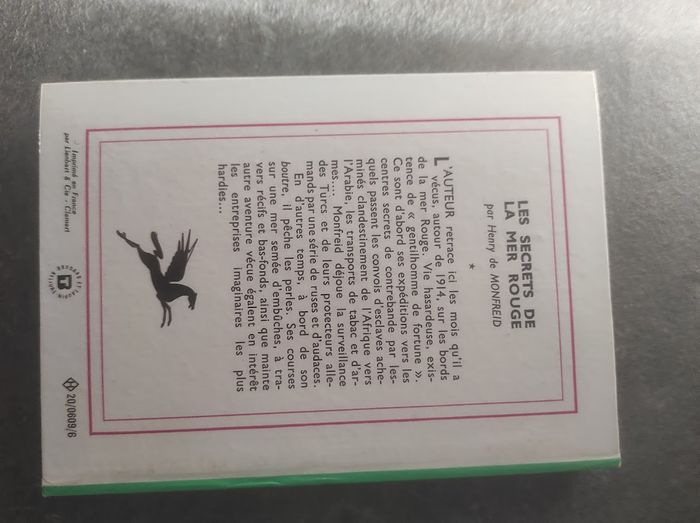 LES SECRETS DE
LA MER ROUGE
par Henry de MONFREID
*
L'AUTEUR retrace ici les mois qu'il a
vécus, autour de 1914, sur les bords
de la mer Rouge. Vie hasardeuse, exis-
tence de « gentilhomme de fortune ».
Ce sont d'abord ses expéditions vers les
centres secrets de contrebande par les-
quels passent les convois d'esclaves ache-
minés clandestinement de l'Afrique vers
l'Arabie, les transports de tabac et d'ar-
mes.... Monfreid déjoue la surveillance
des Turcs et de leurs protecteurs alle-
mands par une série de ruses et d'audaces.
En d'autres temps, à bord de son
boutre, il pêche les perles. Ses courses
sur une mer semée d'embûches, à tra-
vers récifs et bas-fonds, ainsi que mainte
autre aventure vécue égalent en intérêt
les entreprises imaginaires les plus
hardies....
Imprimé en France
par Lienhart & Cie - Clamart
20/0609/6